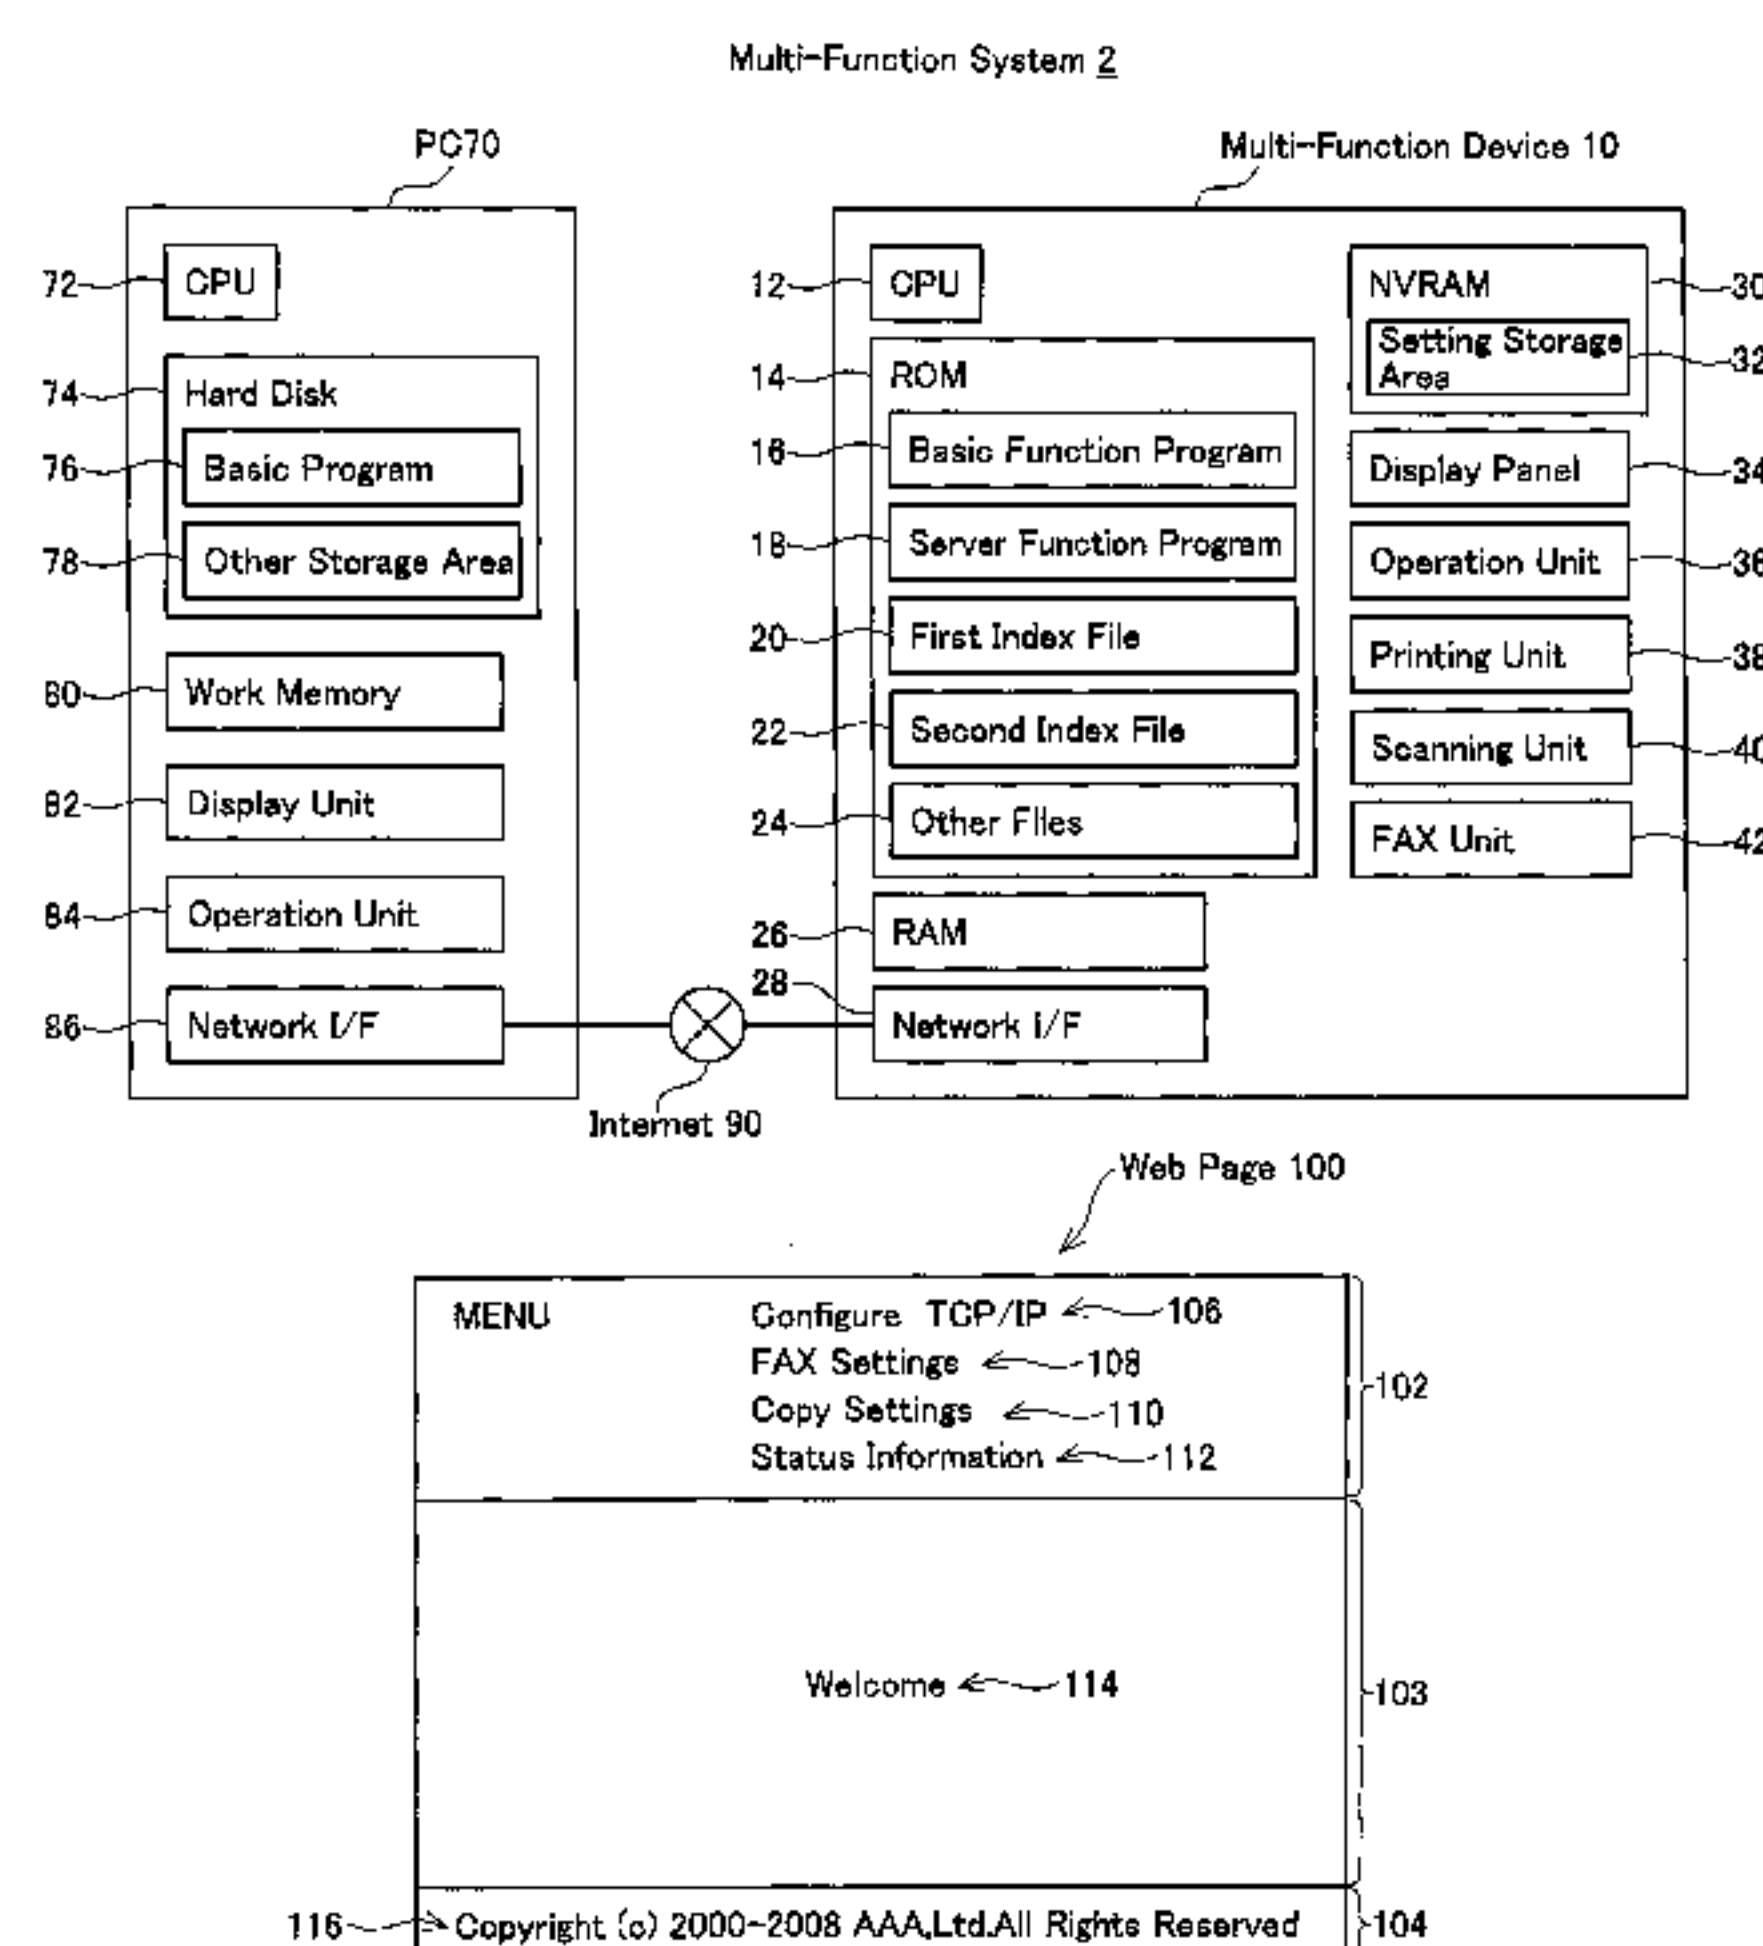 Multi-Function System 2
PC70
72 CPU
74 Hard Disk
76 Basic Program
78 Other Storage Area
80 Work Memory
82 Display Unit
84 Operation Unit
86 Network I/F
Internet 90
Multi-Function Device 10
12 CPU
14 ROM
16 Basic Function Program
18 Server Function Program
20 First Index File
22 Second Index File
24 Other Files
26 RAM
28 Network I/F
NVRAM 30
Setting Storage
Area 32
Display Panel 34
Operation Unit 36
Printing Unit 38
Scanning Unit 40
FAX Unit 42
Web Page 100
MENU Configure TCP/IP 106
FAX Settings 108
Copy Settings 110
Status Information 112
102
Welcome 114
103
116 Copyright (c) 2000-2008 AAA,Ltd.All Rights Reserved 104